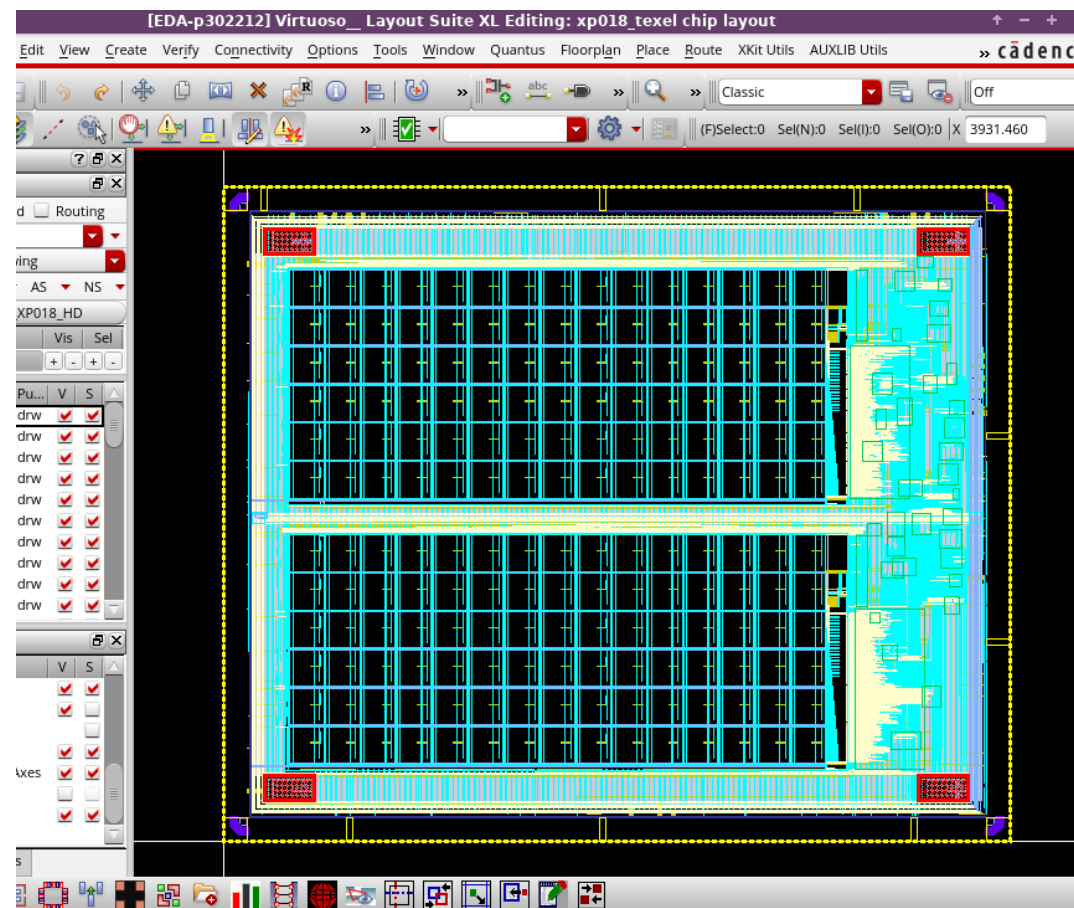 [EDA-p302212] Virtuoso__ Layout Suite XL Editing: xp018_texel chip layout
Edit View Create Verify Connectivity Options Tools Window Quantus Floorplan Place Route XKit Utils AUXLIB Utils » cādenc
R » abc » » Classic Off
» (F)Select:0 Sel(N):0 Sel(I):0 Sel(O):0 X 3931.460
?
d Routing
ving
AS NS
XP018_HD
Vis Sel
+ - + -
Pu... V S
drw
drw
drw
drw
drw
drw
drw
drw
drw
drw
V S
Axes
s